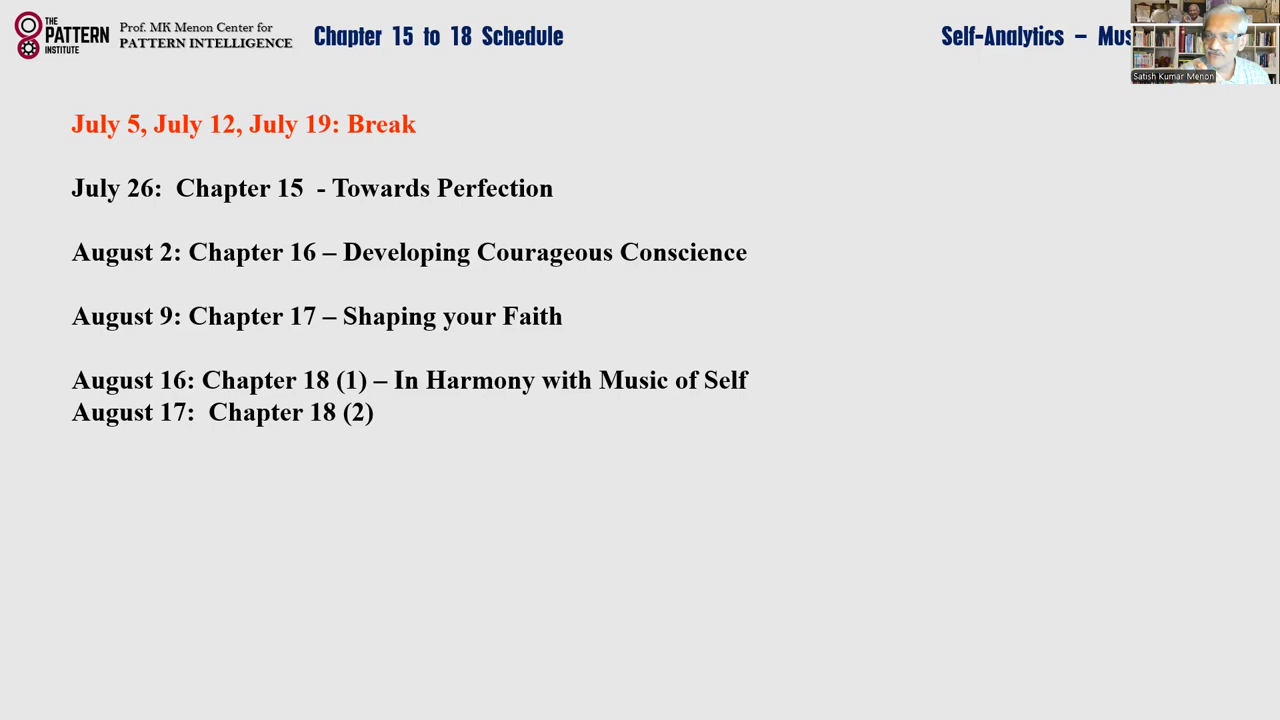 THE
PATTERN
INSTITUTE
Prof. MK Menon Center for
PATTERN INTELLIGENCE
Chapter 15 to 18 Schedule
Self-Analytics –
Satish Kumar Menon
July 5, July 12, July 19: Break
July 26: Chapter 15 - Towards Perfection
August 2: Chapter 16 – Developing Courageous Conscience
August 9: Chapter 17 – Shaping your Faith
August 16: Chapter 18 (1) – In Harmony with Music of Self
August 17: Chapter 18 (2)